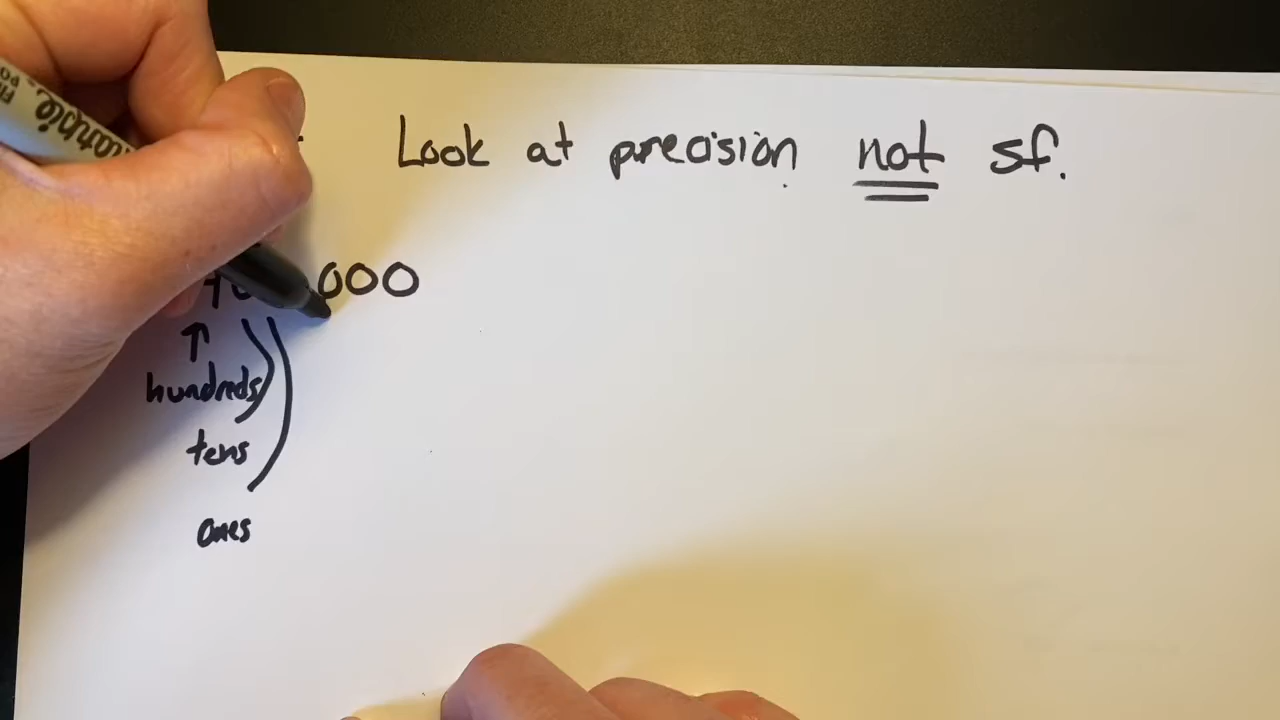 Look at precision not sf.
000
hundreds
tens
ones